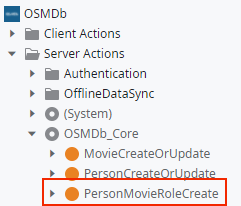 OSMDb
Client Actions
Server Actions
Authentication
OfflineDataSync
(System)
OSMDb_Core
MovieCreateOrUpdate
PersonCreateOrUpdate
PersonMovieRoleCreate